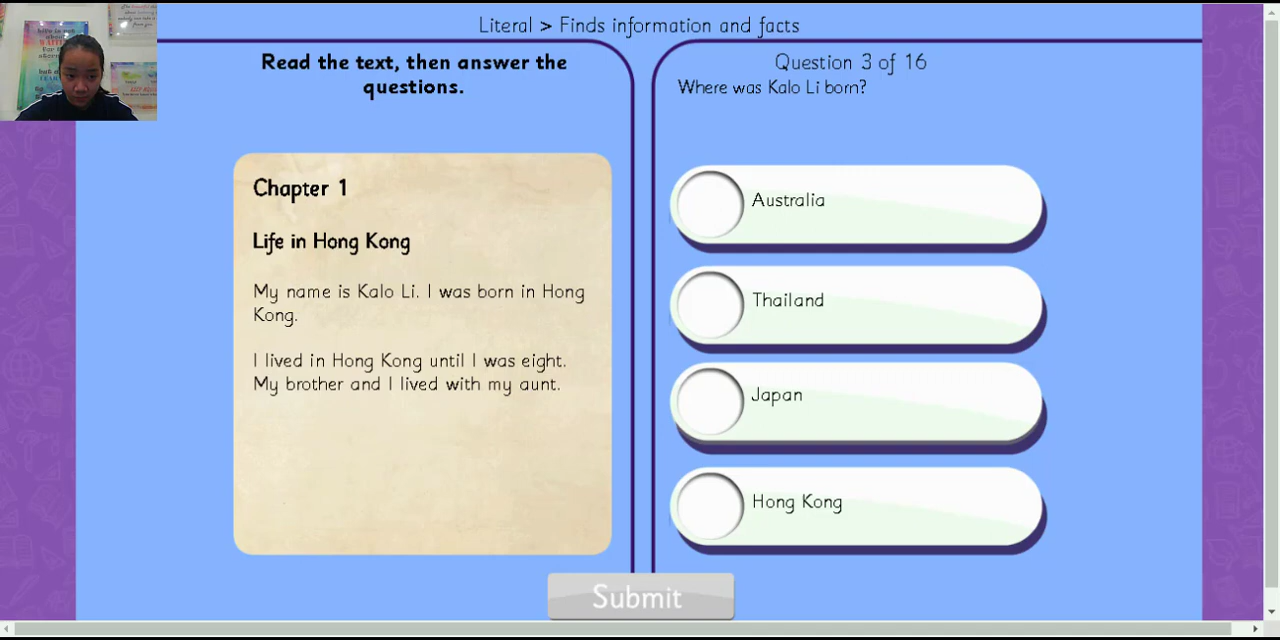 Literal > Finds information and facts
Read the text, then answer the
questions.
Chapter 1
Life in Hong Kong
My name is Kalo Li. I was born in Hong
Kong.
I lived in Hong Kong until I was eight.
My brother and I lived with my aunt.
Question 3 of 16
Where was Kalo Li born?
Australia
Thailand
Japan
Hong Kong
Submit